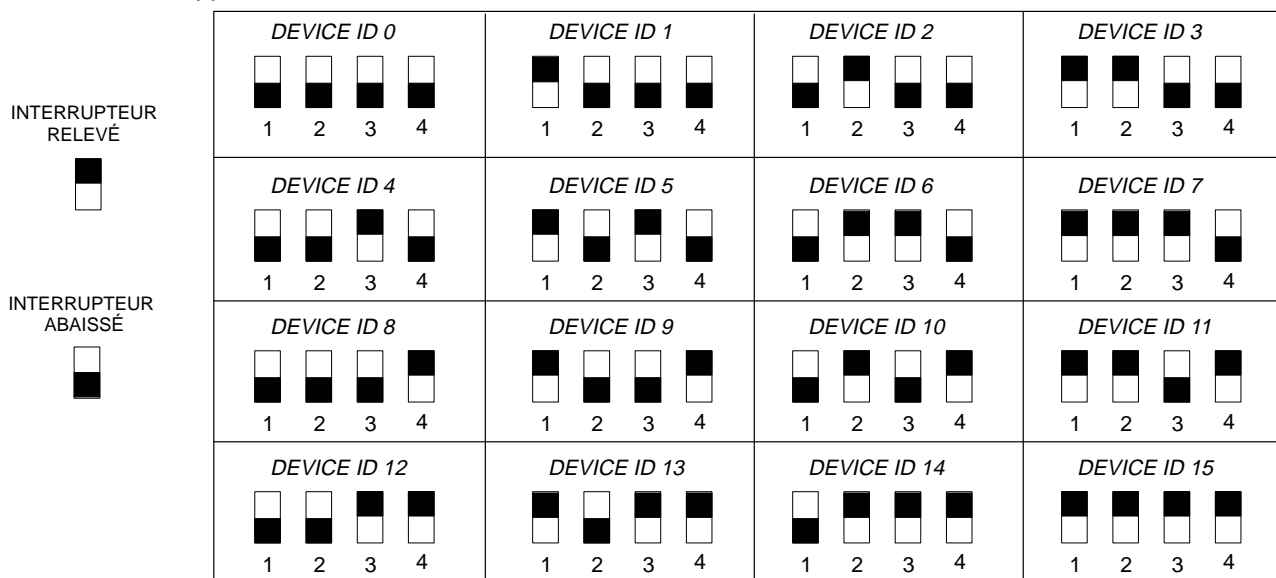 DEVICE ID 0
DEVICE ID 1
DEVICE ID 2
DEVICE ID 3
1 2 3 4
1 2 3 4
1 2 3 4
1 2 3 4
INTERRUPTEUR
RELEVÉ
DEVICE ID 4
DEVICE ID 5
DEVICE ID 6
DEVICE ID 7
1 2 3 4
1 2 3 4
1 2 3 4
1 2 3 4
INTERRUPTEUR
ABAISSÉ
DEVICE ID 8
DEVICE ID 9
DEVICE ID 10
DEVICE ID 11
1 2 3 4
1 2 3 4
1 2 3 4
1 2 3 4
DEVICE ID 12
DEVICE ID 13
DEVICE ID 14
DEVICE ID 15
1 2 3 4
1 2 3 4
1 2 3 4
1 2 3 4